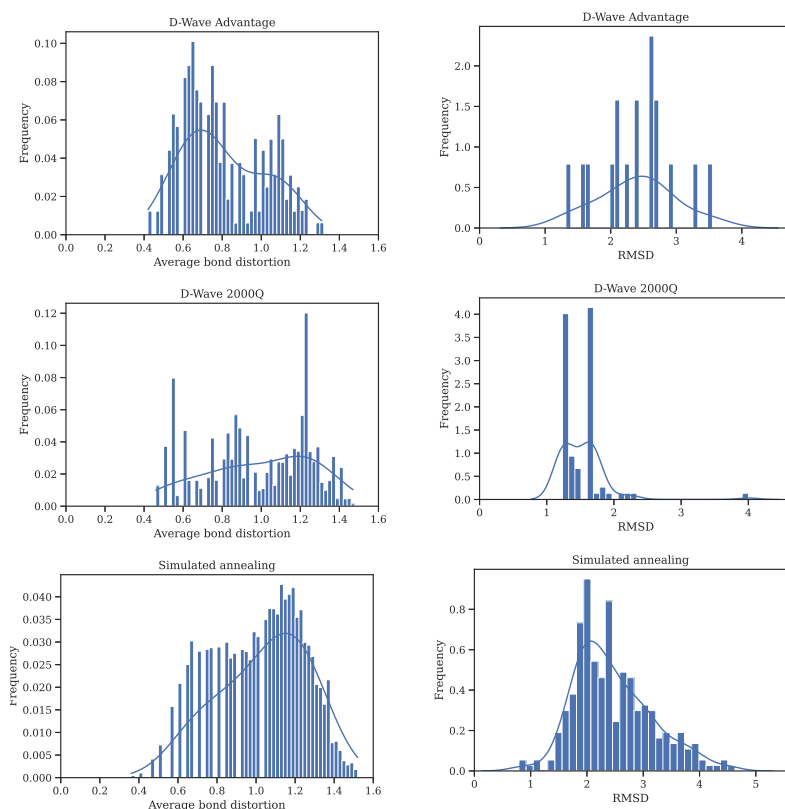 D-Wave Advantage
Frequency
0.10
0.08
0.06
0.04
0.02
0.00
0.0 0.2 0.4 0.6 0.8 1.0 1.2 1.4 1.6
Average bond distortion
D-Wave Advantage
Frequency
2.0
1.5
1.0
0.5
0.0
0 1 2 3 4
RMSD
D-Wave 2000Q
Frequency
0.12
0.10
0.08
0.06
0.04
0.02
0.00
0.0 0.2 0.4 0.6 0.8 1.0 1.2 1.4 1.6
Average bond distortion
D-Wave 2000Q
Frequency
4.0
3.5
3.0
2.5
2.0
1.5
1.0
0.5
0.0
0 1 2 3 4
RMSD
Simulated annealing
Frequency
0.040
0.035
0.030
0.025
0.020
0.015
0.010
0.005
0.000
0.0 0.2 0.4 0.6 0.8 1.0 1.2 1.4 1.6
Average bond distortion
Simulated annealing
Frequency
0.8
0.6
0.4
0.2
0.0
0 1 2 3 4 5
RMSD